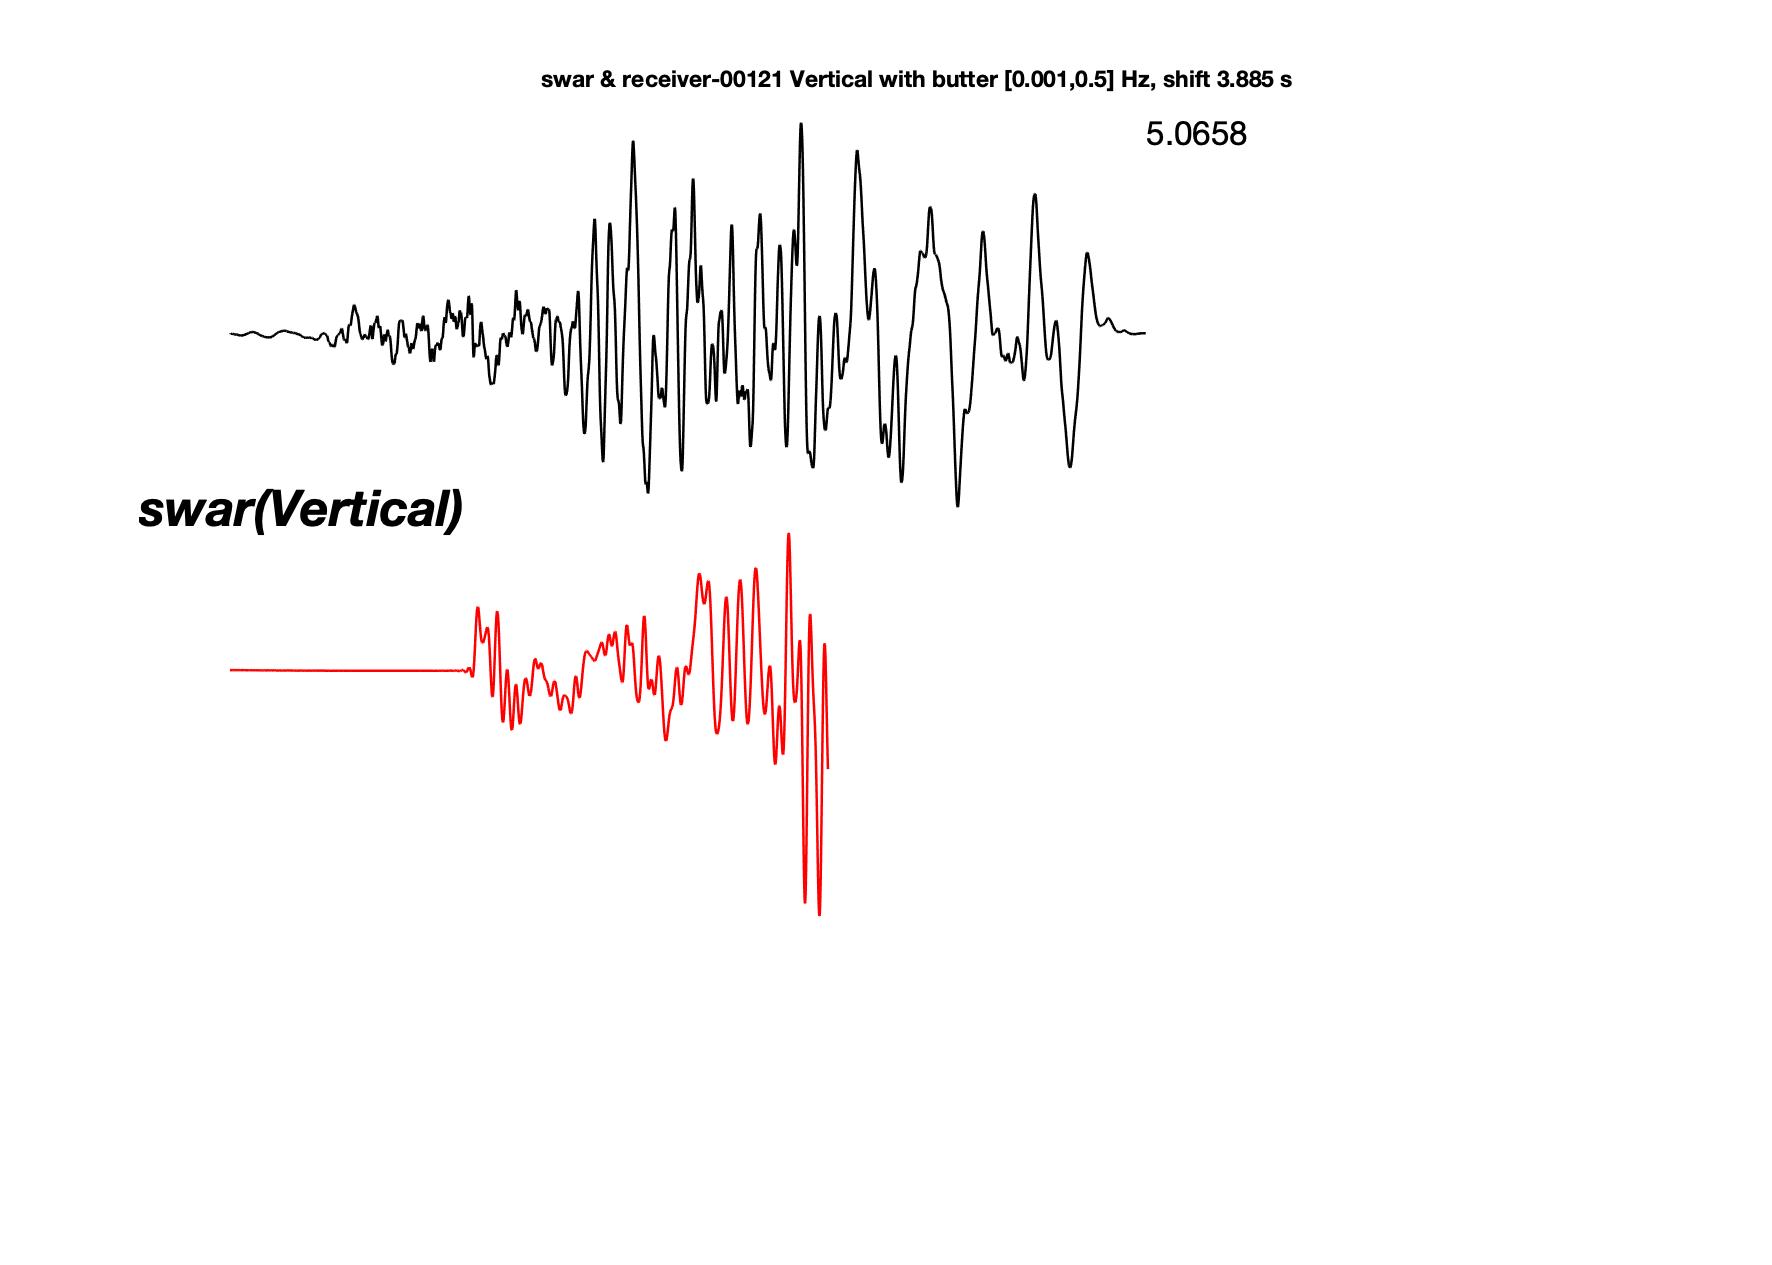 swar & receiver-00121 Vertical with butter [0.001,0.5] Hz, shift 3.885 s
5.0658
swar(Vertical)